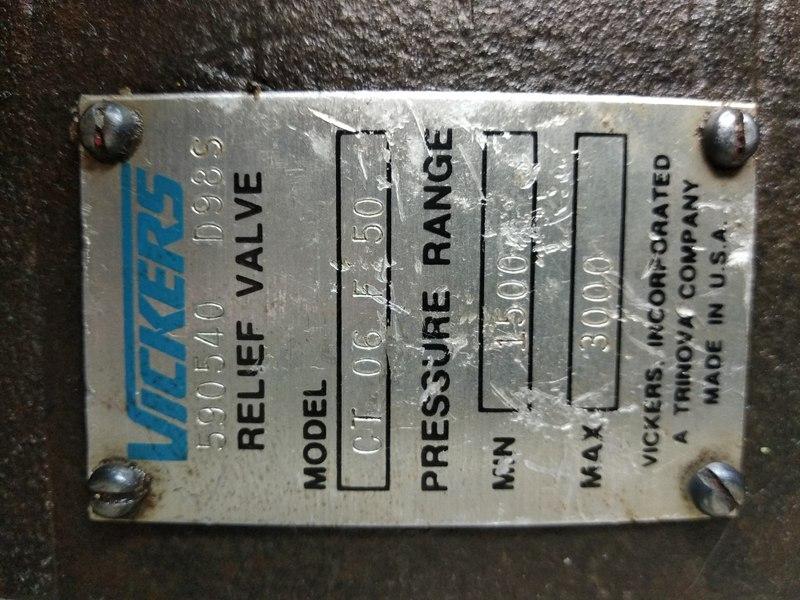 VICKERS
590540 D98S
RELIEF VALVE
MODEL CT 06 F 50
PRESSURE RANGE
MIN 1500
MAX 3000
VICKERS, INCORPORATED
A TRINOVA COMPANY
MADE IN U.S.A.